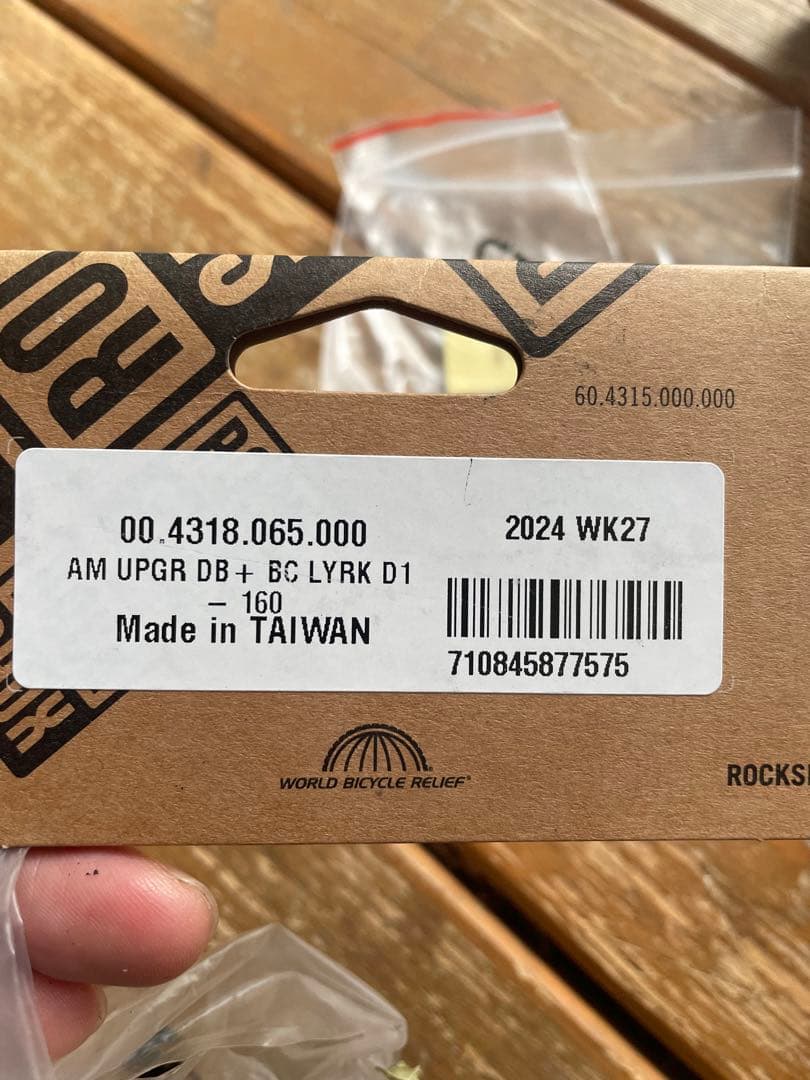 60.4315.000.000
00.4318.065.000
2024 WK27
AM UPGR DB+ BC LYRK D1
– 160
Made in TAIWAN
710845877575
WORLD BICYCLE RELIEF®